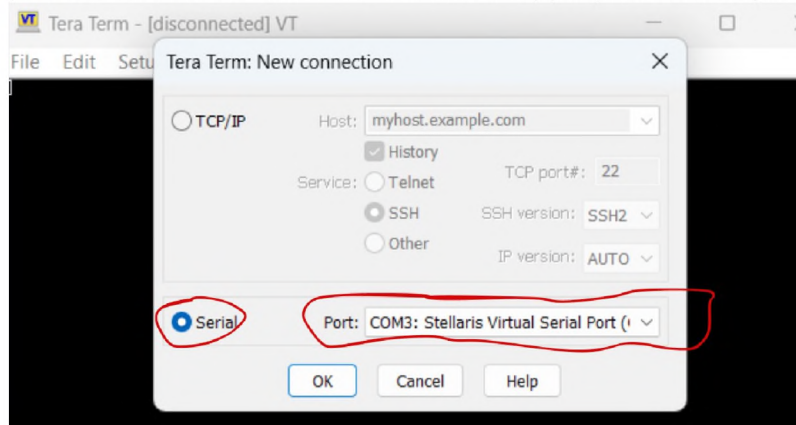 VT Tera Term - [disconnected] VT
File Edit Setu
Tera Term: New connection
TCP/IP Host: myhost.example.com
History
Service: Telnet TCP port#: 22
SSH SSH version: SSH2
Other IP version: AUTO
Serial Port: COM3: Stellaris Virtual Serial Port (
OK Cancel Help